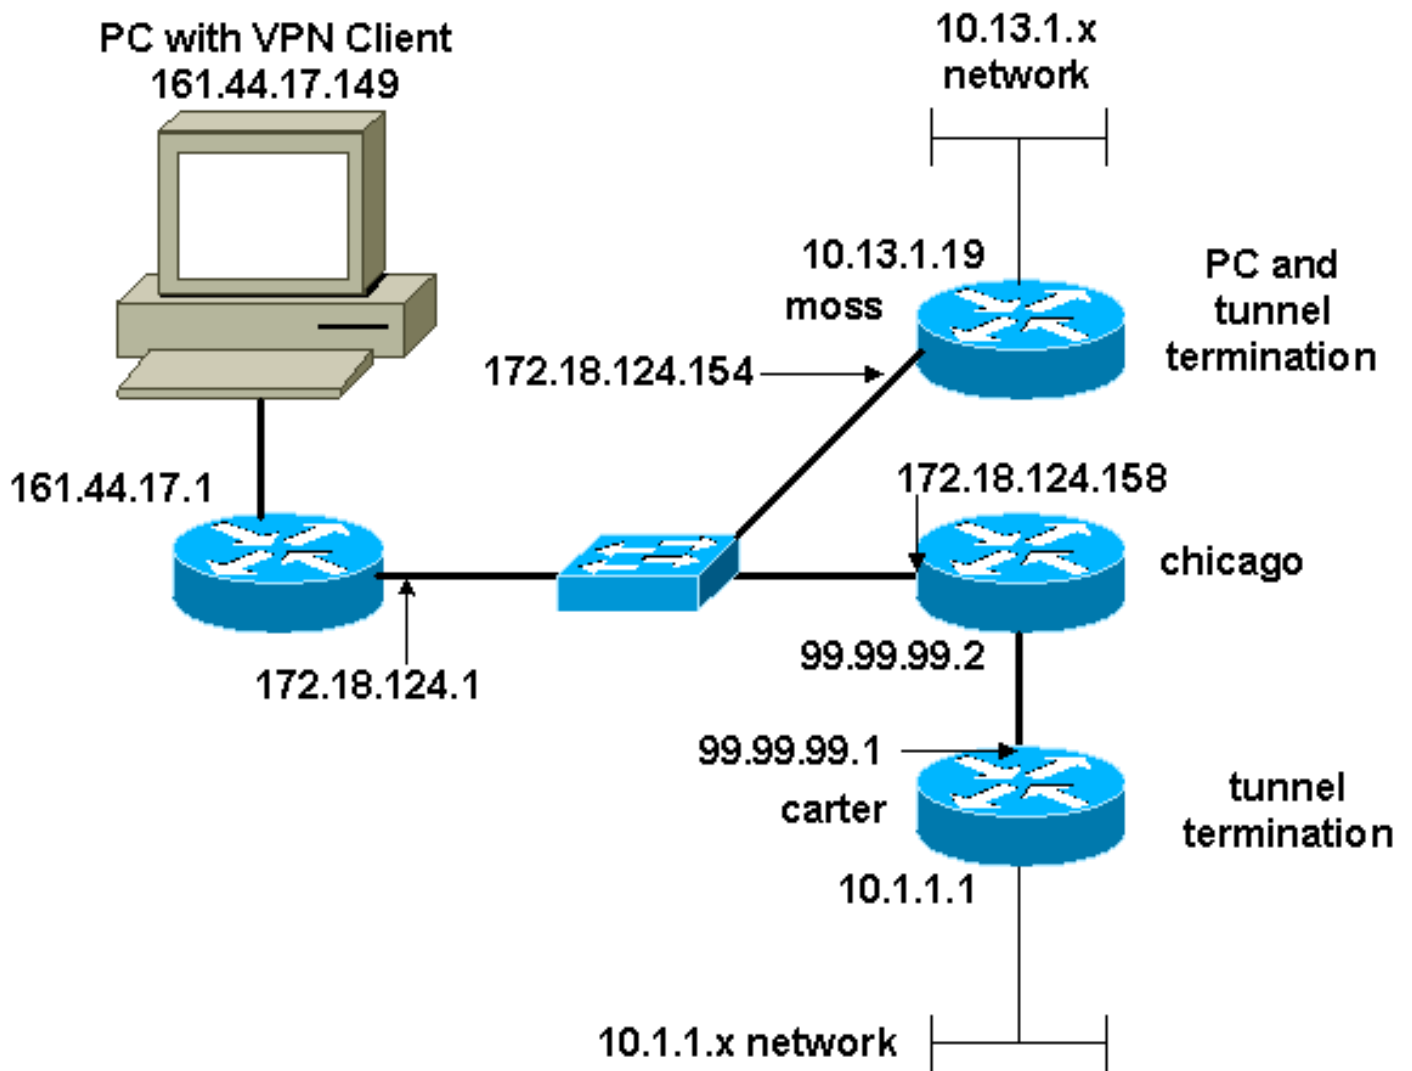 PC with VPN Client
161.44.17.149
10.13.1.x
network
10.13.1.19
moss
PC and
tunnel
termination
172.18.124.154
161.44.17.1
172.18.124.158
chicago
172.18.124.1
99.99.99.2
99.99.99.1
carter
tunnel
termination
10.1.1.1
10.1.1.x network